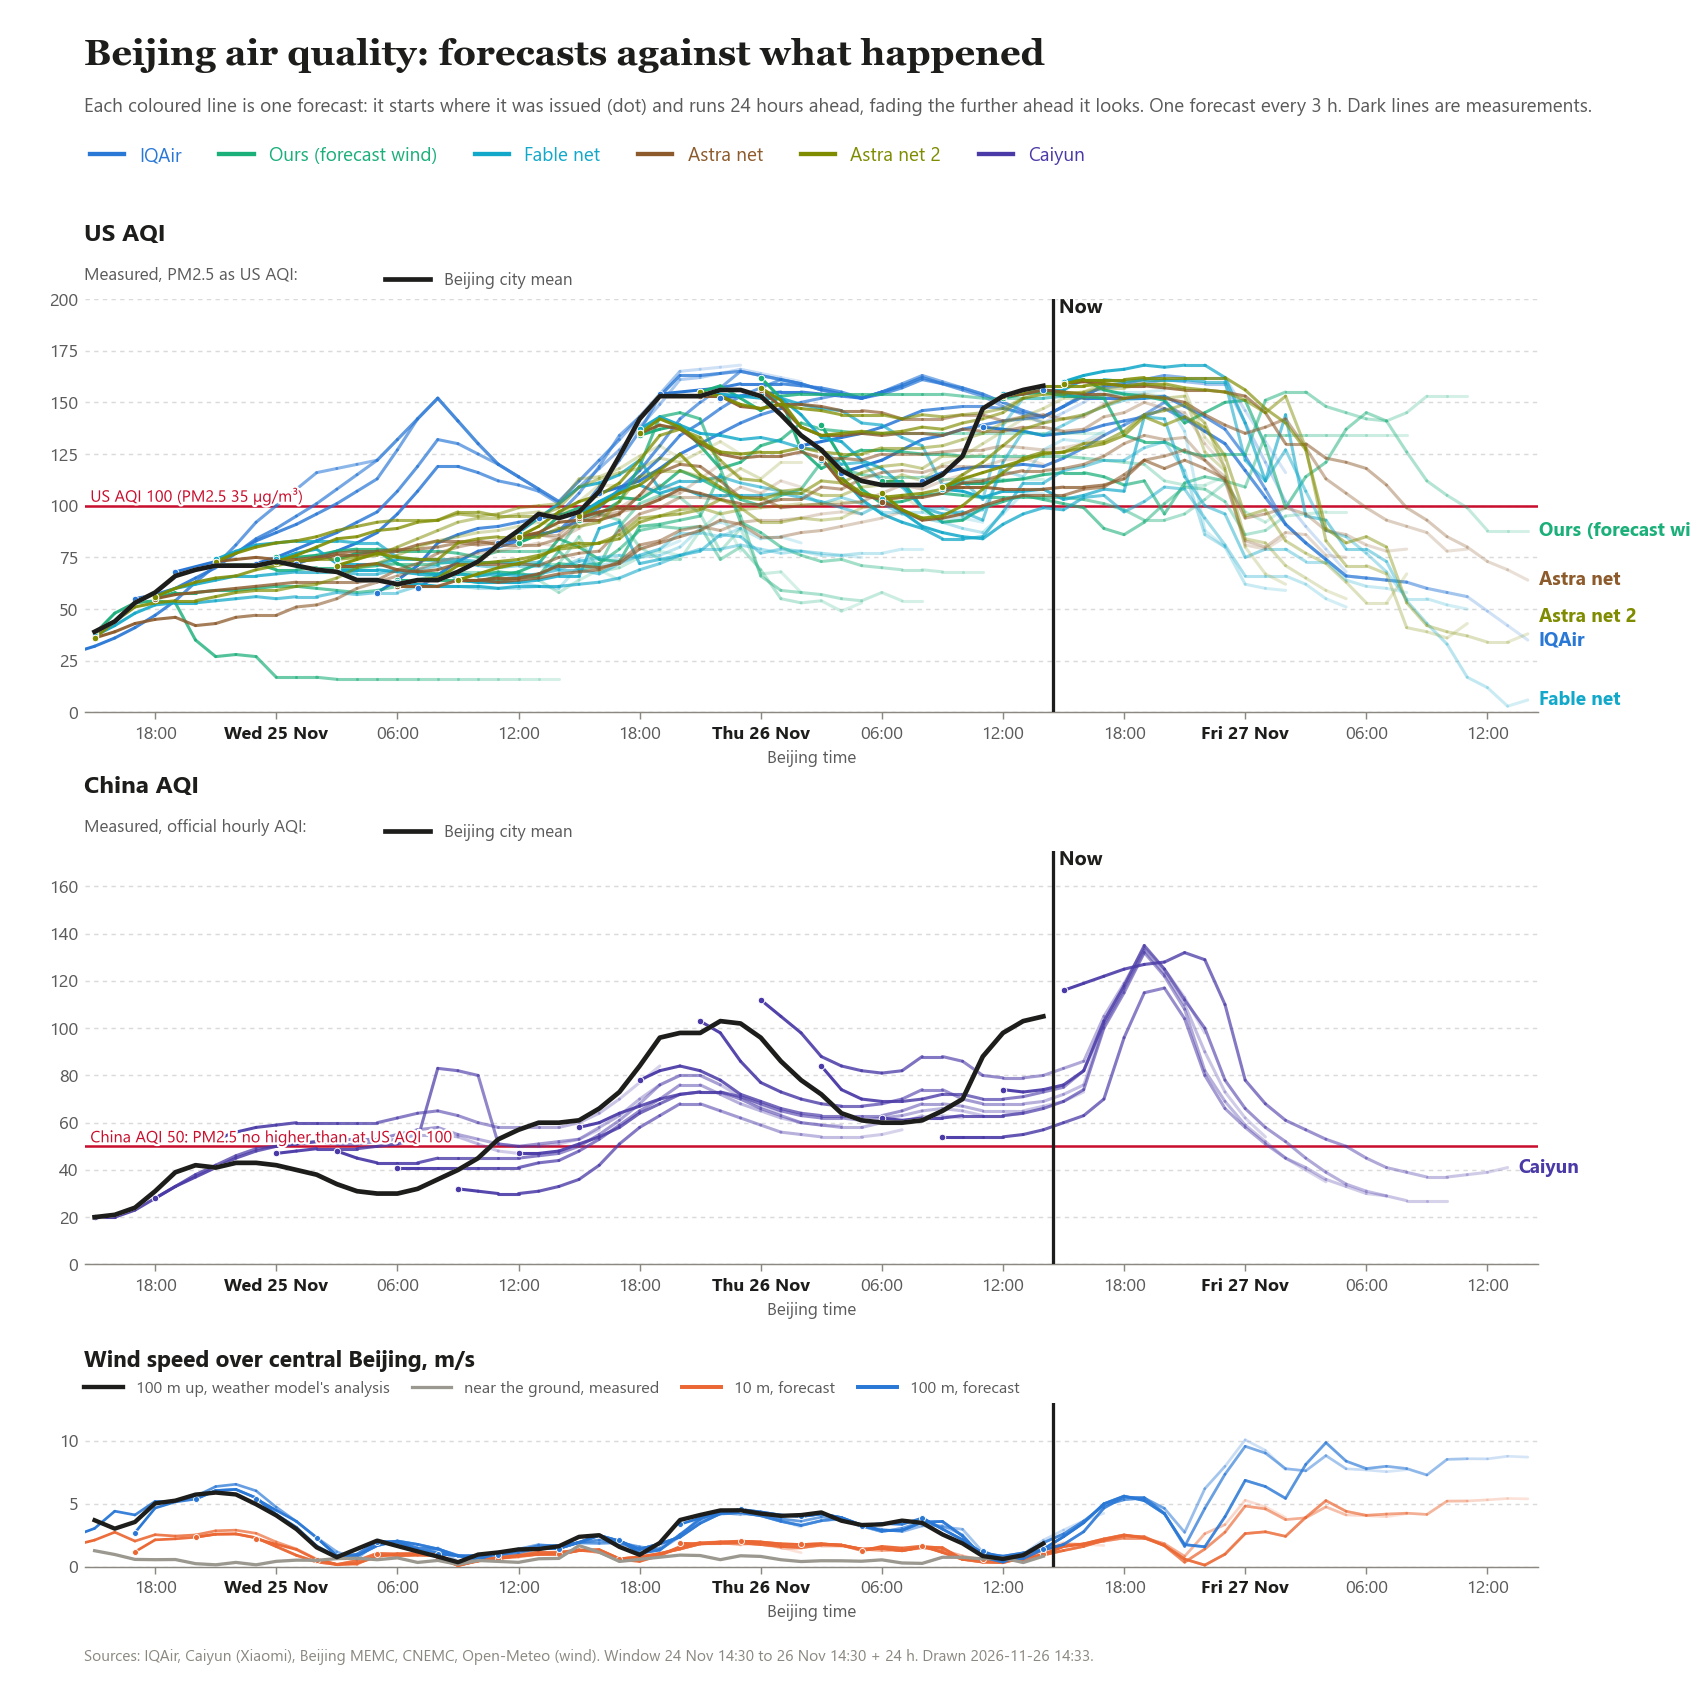 Beijing air quality: forecasts against what happened
Each coloured line is one forecast: it starts where it was issued (dot) and runs 24 hours ahead, fading the further ahead it looks. One forecast every 3 h. Dark lines are measurements.
IQAir Ours (forecast wind) Fable net Astra net Astra net 2 Caiyun
US AQI
Measured, PM2.5 as US AQI: Beijing city mean
200
Now
175
150
125
US AQI 100 (PM2.5 35 µg/m³)
100
75
50
25
0
Ours (forecast wi
Astra net
Astra net 2
IQAir
Fable net
18:00 Wed 25 Nov 06:00 12:00 18:00 Thu 26 Nov 06:00 12:00 18:00 Fri 27 Nov 06:00 12:00
Beijing time
China AQI
Measured, official hourly AQI: Beijing city mean
Now
160
140
120
100
80
60
China AQI 50: PM2.5 no higher than at US AQI 100
40
20
0
Caiyun
18:00 Wed 25 Nov 06:00 12:00 18:00 Thu 26 Nov 06:00 12:00 18:00 Fri 27 Nov 06:00 12:00
Beijing time
Wind speed over central Beijing, m/s
100 m up, weather model's analysis near the ground, measured 10 m, forecast 100 m, forecast
10
5
0
18:00 Wed 25 Nov 06:00 12:00 18:00 Thu 26 Nov 06:00 12:00 18:00 Fri 27 Nov 06:00 12:00
Beijing time
Sources: IQAir, Caiyun (Xiaomi), Beijing MEMC, CNEMC, Open-Meteo (wind). Window 24 Nov 14:30 to 26 Nov 14:30 + 24 h. Drawn 2026-11-26 14:33.